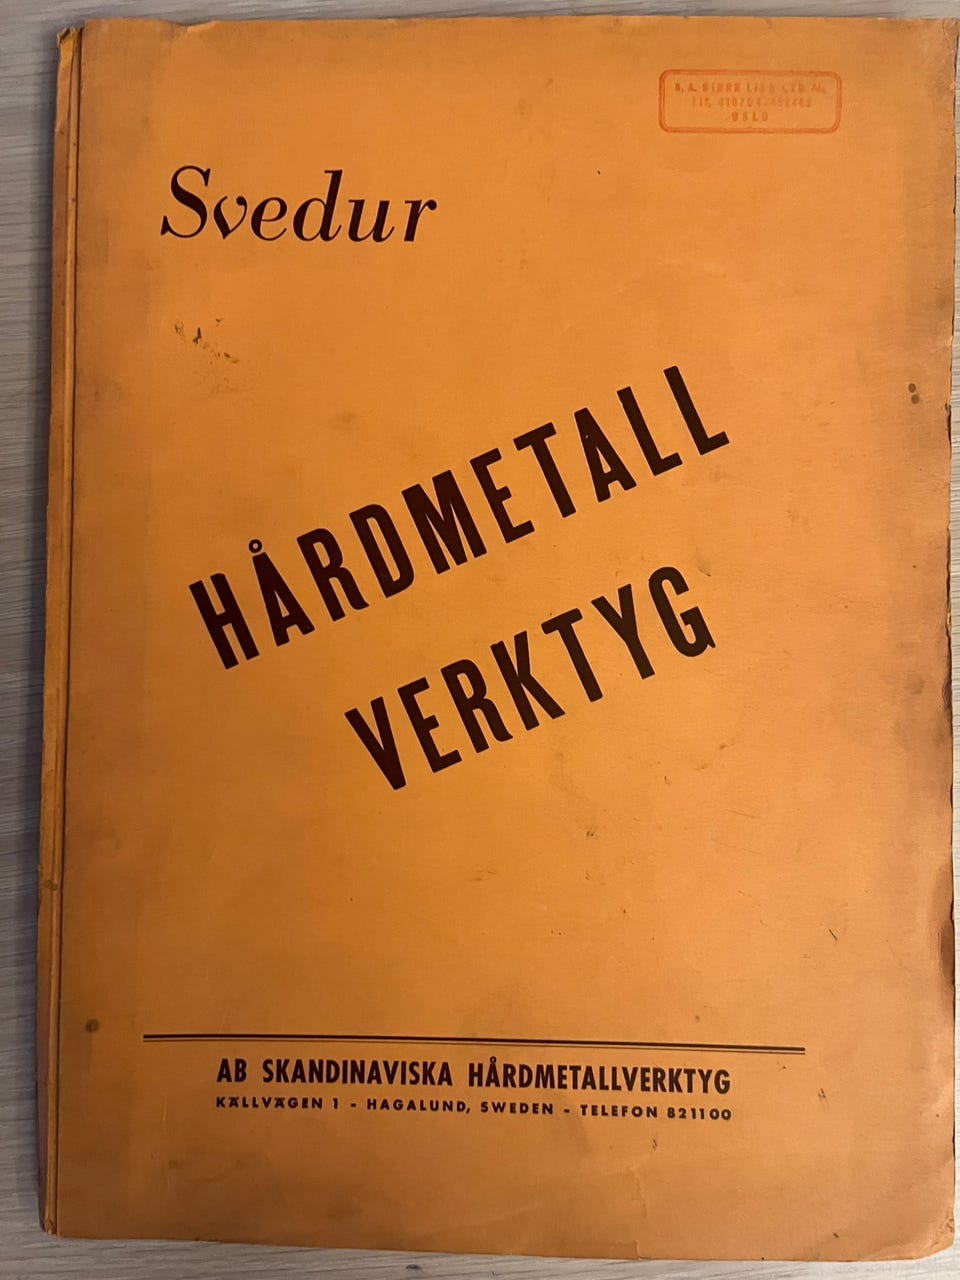 OSLO
Svedur
HÅRDMETALL
VERKTYG
AB SKANDINAVISKA HÅRDMETALLVERKTYG
KÄLLVÄGEN 1 - HAGALUND, SWEDEN - TELEFON 821100